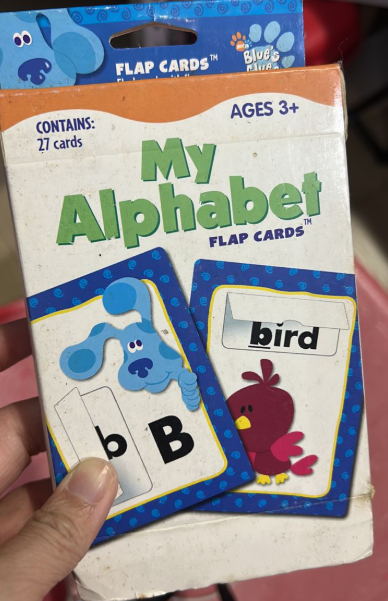 FLAP CARDS™
BLUE'S
CONTAINS:
27 cards
AGES 3+
My
Alphabet
FLAP CARDS™
bird
b B